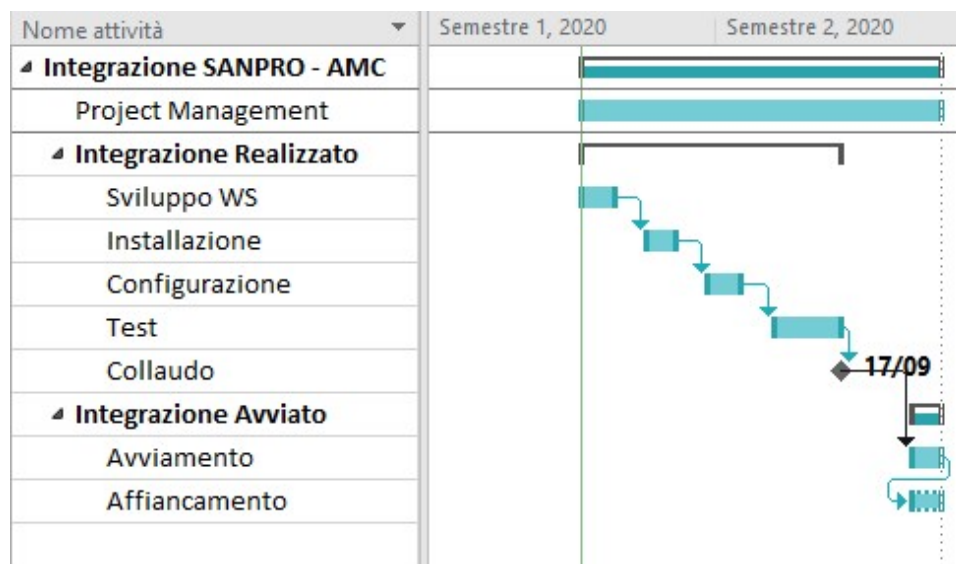 Nome attività
Semestre 1, 2020
Semestre 2, 2020
Integrazione SANPRO - AMC
Project Management
Integrazione Realizzato
Sviluppo WS
Installazione
Configurazione
Test
Collaudo
17/09
Integrazione Avviato
Avviamento
Affiancamento